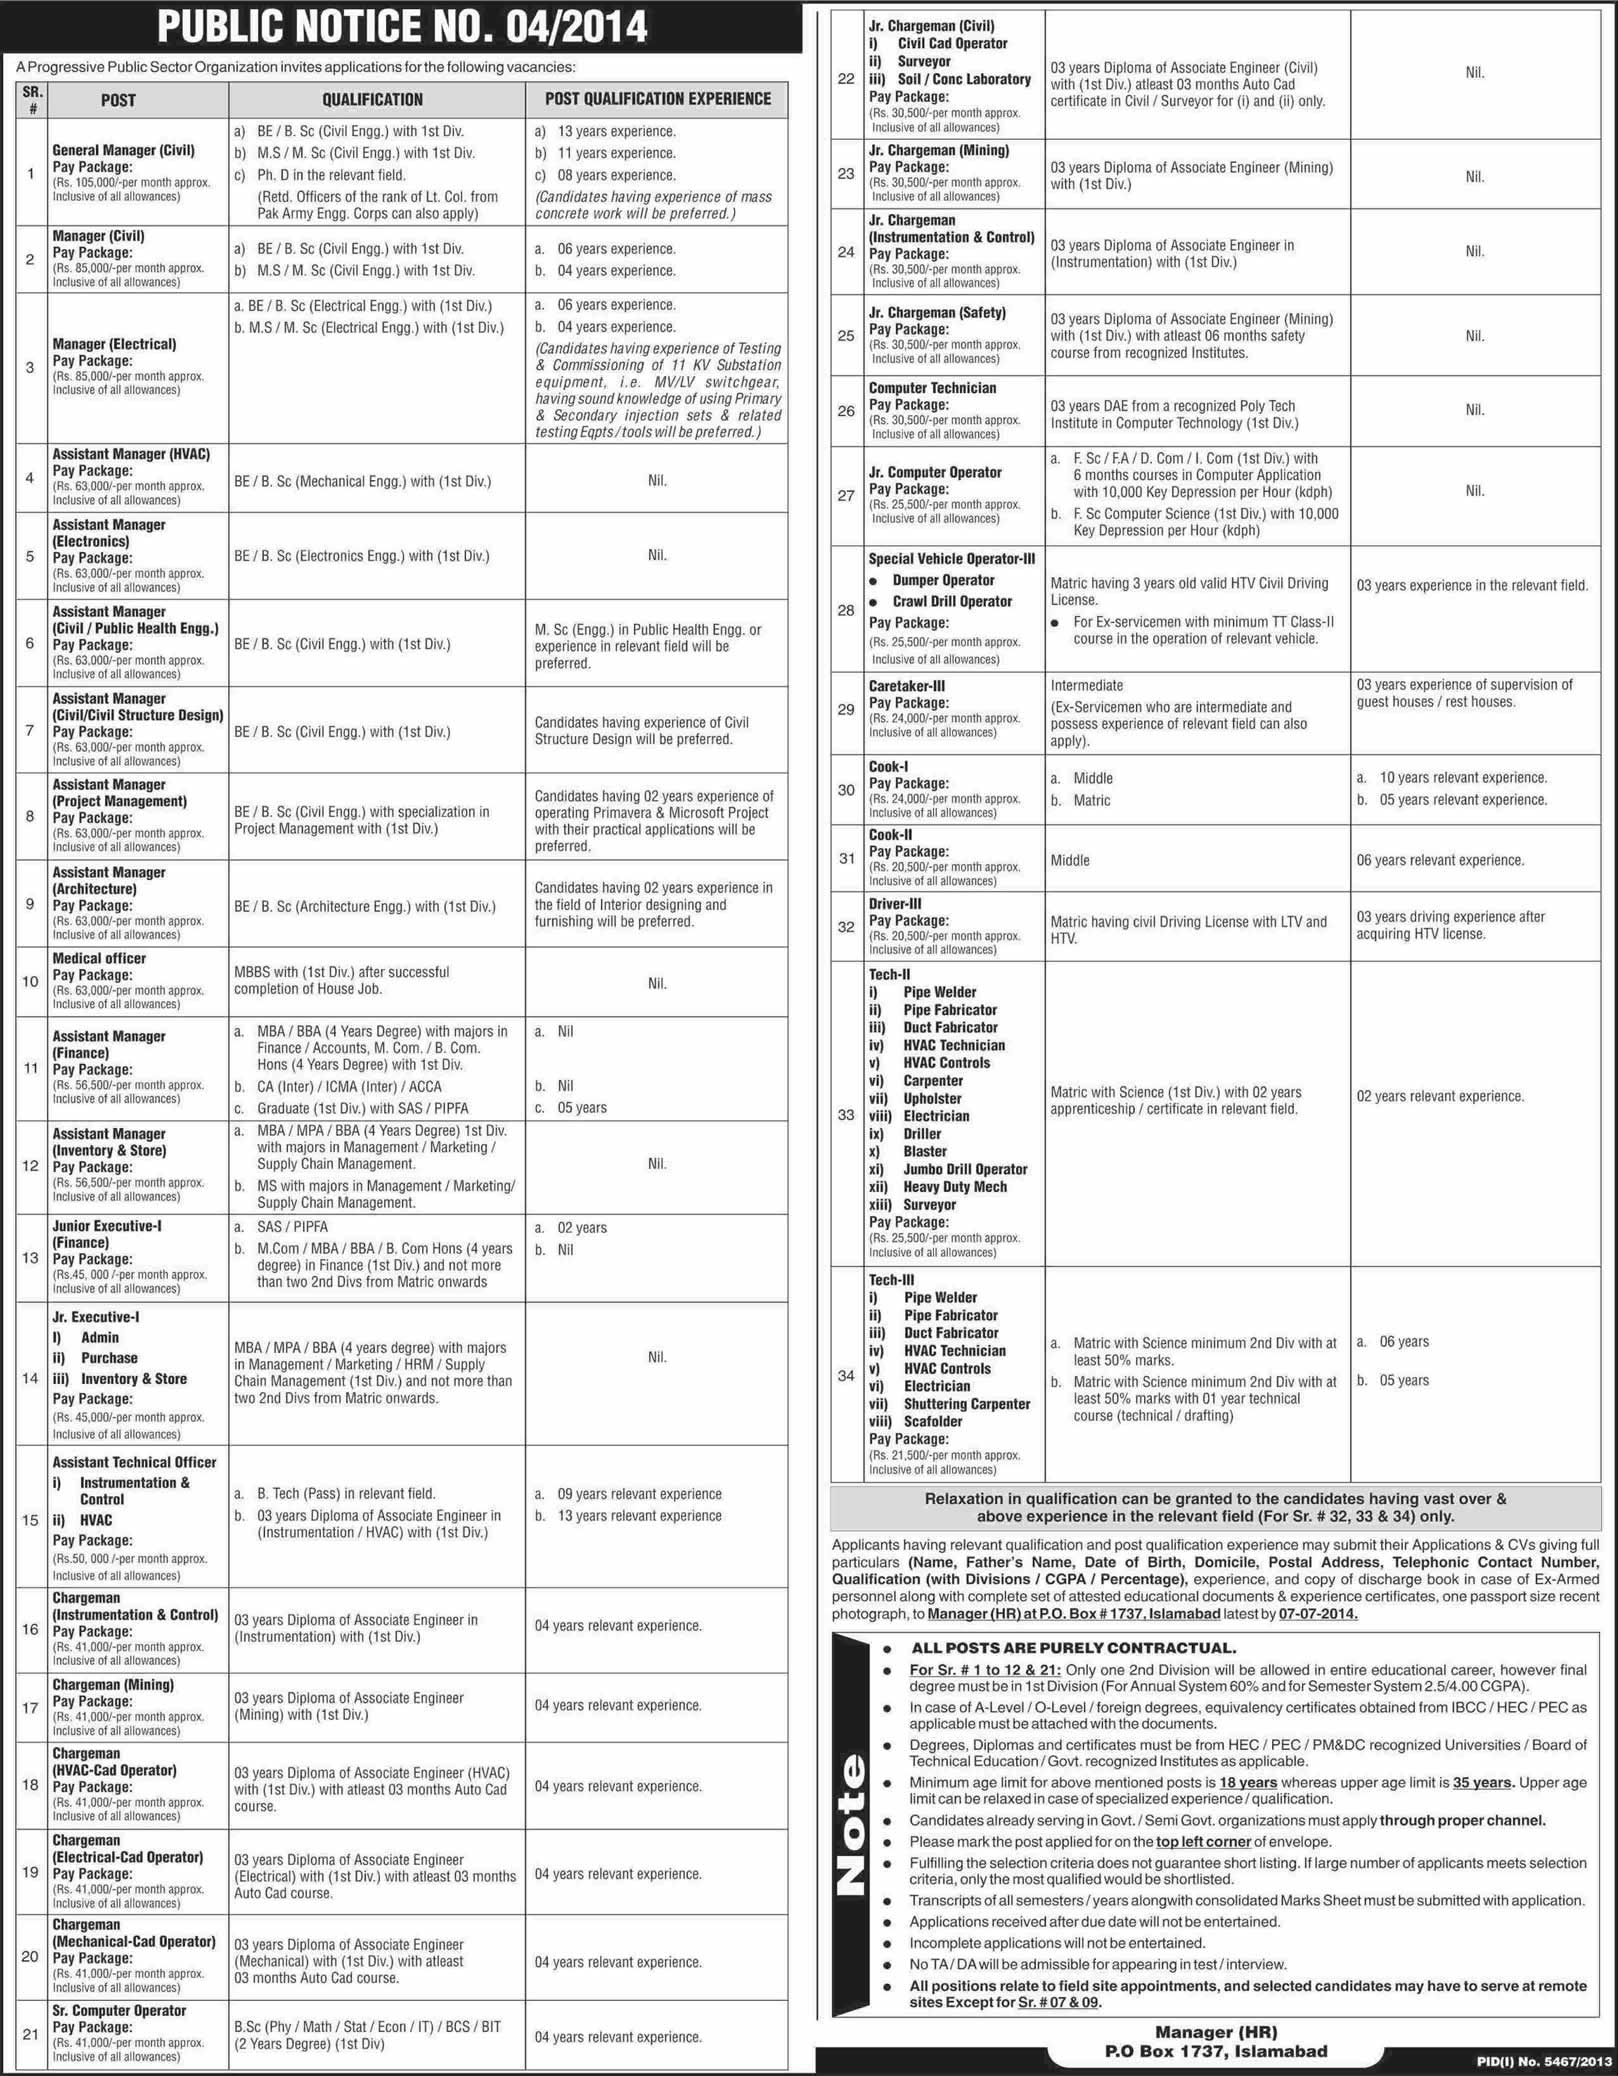 PUBLIC NOTICE NO. 04/2014
A Progressive Public Sector Organization invites applications for the following vacancies:
SR. #
POST
QUALIFICATION
POST QUALIFICATION EXPERIENCE
1
General Manager (Civil)
Pay Package:
(Rs. 105,000/-per month approx.
Inclusive of all allowances)
a) BE / B. Sc (Civil Engg.) with 1st Div.
b) M.S / M. Sc (Civil Engg.) with 1st Div.
c) Ph. D in the relevant field.
(Retd. Officers of the rank of Lt. Col. from
Pak Army Engg. Corps can also apply)
a) 13 years experience.
b) 11 years experience.
c) 08 years experience.
(Candidates having experience of mass
concrete work will be preferred.)
2
Manager (Civil)
Pay Package:
(Rs. 85,000/-per month approx.
Inclusive of all allowances)
a) BE / B. Sc (Civil Engg.) with 1st Div.
b) M.S / M. Sc (Civil Engg.) with 1st Div.
a. 06 years experience.
b. 04 years experience.
3
Manager (Electrical)
Pay Package:
(Rs. 85,000/-per month approx.
Inclusive of all allowances)
a. BE / B. Sc (Electrical Engg.) with (1st Div.)
b. M.S / M. Sc (Electrical Engg.) with (1st Div.)
a. 06 years experience.
b. 04 years experience.
(Candidates having experience of Testing
& Commissioning of 11 KV Substation
equipment, i.e. MV/LV switchgear,
having sound knowledge of using Primary
& Secondary injection sets & related
testing Eqpts/tools will be preferred.)
4
Assistant Manager (HVAC)
Pay Package:
(Rs. 63,000/-per month approx.
Inclusive of all allowances)
BE / B. Sc (Mechanical Engg.) with (1st Div.)
Nil.
5
Assistant Manager
(Electronics)
Pay Package:
(Rs. 63,000/-per month approx.
Inclusive of all allowances)
BE / B. Sc (Electronics Engg.) with (1st Div.)
Nil.
6
Assistant Manager
(Civil / Public Health Engg.)
Pay Package:
(Rs. 63,000/-per month approx.
Inclusive of all allowances)
BE / B. Sc (Civil Engg.) with (1st Div.)
M. Sc (Engg.) in Public Health Engg. or
experience in relevant field will be
preferred.
7
Assistant Manager
(Civil/Civil Structure Design)
Pay Package:
(Rs. 63,000/-per month approx.
Inclusive of all allowances)
BE / B. Sc (Civil Engg.) with (1st Div.)
Candidates having experience of Civil
Structure Design will be preferred.
8
Assistant Manager
(Project Management)
Pay Package:
(Rs. 63,000/-per month approx.
Inclusive of all allowances)
BE / B. Sc (Civil Engg.) with specialization in
Project Management with (1st Div.)
Candidates having 02 years experience of
operating Primavera & Microsoft Project
with their practical applications will be
preferred.
9
Assistant Manager
(Architecture)
Pay Package:
(Rs. 63,000/-per month approx.
Inclusive of all allowances)
BE / B. Sc (Architecture Engg.) with (1st Div.)
Candidates having 02 years experience in
the field of Interior designing and
furnishing will be preferred.
10
Medical officer
Pay Package:
(Rs. 63,000/-per month approx.
Inclusive of all allowances)
MBBS with (1st Div.) after successful
completion of House Job.
Nil.
11
Assistant Manager
(Finance)
Pay Package:
(Rs. 56,500/-per month approx.
Inclusive of all allowances)
a. MBA / BBA (4 Years Degree) with majors in
Finance / Accounts, M. Com. / B. Com.
Hons (4 Years Degree) with 1st Div.
b. CA (Inter) / ICMA (Inter) / ACCA
c. Graduate (1st Div.) with SAS / PIPFA
a. Nil
b. Nil
c. 05 years
12
Assistant Manager
(Inventory & Store)
Pay Package:
(Rs. 56,500/-per month approx.
Inclusive of all allowances)
a. MBA / MPA / BBA (4 Years Degree) 1st Div.
with majors in Management / Marketing /
Supply Chain Management.
b. MS with majors in Management / Marketing/
Supply Chain Management.
Nil.
13
Junior Executive-I
(Finance)
Pay Package:
(Rs.45, 000 /-per month approx.
Inclusive of all allowances)
a. SAS / PIPFA
b. M.Com / MBA / BBA / B. Com Hons (4 years
degree) in Finance (1st Div.) and not more
than two 2nd Divs from Matric onwards
a. 02 years
b. Nil
14
Jr. Executive-I
I) Admin
ii) Purchase
iii) Inventory & Store
Pay Package:
(Rs. 45,000/-per month approx.
Inclusive of all allowances)
MBA / MPA / BBA (4 years degree) with majors
in Management / Marketing / HRM / Supply
Chain Management (1st Div.) and not more than
two 2nd Divs from Matric onwards.
Nil.
15
Assistant Technical Officer
i) Instrumentation &
Control
ii) HVAC
Pay Package:
(Rs.50, 000 /-per month approx.
Inclusive of all allowances)
a. B. Tech (Pass) in relevant field.
b. 03 years Diploma of Associate Engineer in
(Instrumentation / HVAC) with (1st Div.)
a. 09 years relevant experience
b. 13 years relevant experience
16
Chargeman
(Instrumentation & Control)
Pay Package:
(Rs. 41,000/-per month approx.
Inclusive of all allowances)
03 years Diploma of Associate Engineer in
(Instrumentation) with (1st Div.)
04 years relevant experience.
17
Chargeman (Mining)
Pay Package:
(Rs. 41,000/-per month approx.
Inclusive of all allowances)
03 years Diploma of Associate Engineer
(Mining) with (1st Div.)
04 years relevant experience.
18
Chargeman
(HVAC-Cad Operator)
Pay Package:
(Rs. 41,000/-per month approx.
Inclusive of all allowances)
03 years Diploma of Associate Engineer (HVAC)
with (1st Div.) with atleast 03 months Auto Cad
course.
04 years relevant experience.
19
Chargeman
(Electrical-Cad Operator)
Pay Package:
(Rs. 41,000/-per month approx.
Inclusive of all allowances)
03 years Diploma of Associate Engineer
(Electrical) with (1st Div.) with atleast 03 months
Auto Cad course.
04 years relevant experience.
20
Chargeman
(Mechanical-Cad Operator)
Pay Package:
(Rs. 41,000/-per month approx.
Inclusive of all allowances)
03 years Diploma of Associate Engineer
(Mechanical) with (1st Div.) with atleast
03 months Auto Cad course.
04 years relevant experience.
21
Sr. Computer Operator
Pay Package:
(Rs. 41,000/-per month approx.
Inclusive of all allowances)
B.Sc (Phy / Math / Stat / Econ / IT) / BCS / BIT
(2 Years Degree) (1st Div)
04 years relevant experience.
22
Jr. Chargeman (Civil)
i) Civil Cad Operator
ii) Surveyor
iii) Soil / Conc Laboratory
Pay Package:
(Rs. 30,500/-per month approx.
Inclusive of all allowances)
03 years Diploma of Associate Engineer (Civil)
with (1st Div.) atleast 03 months Auto Cad
certificate in Civil / Surveyor for (i) and (ii) only.
Nil.
23
Jr. Chargeman (Mining)
Pay Package:
(Rs. 30,500/-per month approx.
Inclusive of all allowances)
03 years Diploma of Associate Engineer (Mining)
with (1st Div.)
Nil.
24
Jr. Chargeman
(Instrumentation & Control)
Pay Package:
(Rs. 30,500/-per month approx.
Inclusive of all allowances)
03 years Diploma of Associate Engineer in
(Instrumentation) with (1st Div.)
Nil.
25
Jr. Chargeman (Safety)
Pay Package:
(Rs. 30,500/-per month approx.
Inclusive of all allowances)
03 years Diploma of Associate Engineer (Mining)
with (1st Div.) with atleast 06 months safety
course from recognized Institutes.
Nil.
26
Computer Technician
Pay Package:
(Rs. 30,500/-per month approx.
Inclusive of all allowances)
03 years DAE from a recognized Poly Tech
Institute in Computer Technology (1st Div.)
Nil.
27
Jr. Computer Operator
Pay Package:
(Rs. 25,500/-per month approx.
Inclusive of all allowances)
a. F. Sc / F.A / D. Com / I. Com (1st Div.) with
6 months courses in Computer Application
with 10,000 Key Depression per Hour (kdph)
b. F. Sc Computer Science (1st Div.) with 10,000
Key Depression per Hour (kdph)
Nil.
28
Special Vehicle Operator-III
● Dumper Operator
● Crawl Drill Operator
Pay Package:
(Rs. 25,500/-per month approx.
Inclusive of all allowances)
Matric having 3 years old valid HTV Civil Driving
License.
● For Ex-servicemen with minimum TT Class-II
course in the operation of relevant vehicle.
03 years experience in the relevant field.
29
Caretaker-III
Pay Package:
(Rs. 24,000/-per month approx.
Inclusive of all allowances)
Intermediate
(Ex-Servicemen who are intermediate and
possess experience of relevant field can also
apply).
03 years experience of supervision of
guest houses / rest houses.
30
Cook-I
Pay Package:
(Rs. 24,000/-per month approx.
Inclusive of all allowances)
a. Middle
b. Matric
a. 10 years relevant experience.
b. 05 years relevant experience.
31
Cook-II
Pay Package:
(Rs. 20,500/-per month approx.
Inclusive of all allowances)
Middle
06 years relevant experience.
32
Driver-III
Pay Package:
(Rs. 20,500/-per month approx.
Inclusive of all allowances)
Matric having civil Driving License with LTV and
HTV.
03 years driving experience after
acquiring HTV license.
33
Tech-II
i) Pipe Welder
ii) Pipe Fabricator
iii) Duct Fabricator
iv) HVAC Technician
v) HVAC Controls
vi) Carpenter
vii) Upholster
viii) Electrician
ix) Driller
x) Blaster
xi) Jumbo Drill Operator
xii) Heavy Duty Mech
xiii) Surveyor
Pay Package:
(Rs. 25,500/-per month approx.
Inclusive of all allowances)
Matric with Science (1st Div.) with 02 years
apprenticeship / certificate in relevant field.
02 years relevant experience.
34
Tech-III
i) Pipe Welder
ii) Pipe Fabricator
iii) Duct Fabricator
iv) HVAC Technician
v) HVAC Controls
vi) Electrician
vii) Shuttering Carpenter
viii) Scafolder
Pay Package:
(Rs. 21,500/-per month approx.
Inclusive of all allowances)
a. Matric with Science minimum 2nd Div with at
least 50% marks.
b. Matric with Science minimum 2nd Div with at
least 50% marks with 01 year technical
course (technical / drafting)
a. 06 years
b. 05 years
Relaxation in qualification can be granted to the candidates having vast over &
above experience in the relevant field (For Sr. # 32, 33 & 34) only.
Applicants having relevant qualification and post qualification experience may submit their Applications & CVs giving full
particulars (Name, Father's Name, Date of Birth, Domicile, Postal Address, Telephonic Contact Number,
Qualification (with Divisions / CGPA / Percentage), experience, and copy of discharge book in case of Ex-Armed
personnel along with complete set of attested educational documents & experience certificates, one passport size recent
photograph, to Manager (HR) at P.O. Box # 1737, Islamabad latest by 07-07-2014.
Note
● ALL POSTS ARE PURELY CONTRACTUAL.
● For Sr. # 1 to 12 & 21: Only one 2nd Division will be allowed in entire educational career, however final
degree must be in 1st Division (For Annual System 60% and for Semester System 2.5/4.00 CGPA).
● In case of A-Level / O-Level / foreign degrees, equivalency certificates obtained from IBCC / HEC / PEC as
applicable must be attached with the documents.
● Degrees, Diplomas and certificates must be from HEC / PEC / PM&DC recognized Universities / Board of
Technical Education / Govt. recognized Institutes as applicable.
● Minimum age limit for above mentioned posts is 18 years whereas upper age limit is 35 years. Upper age
limit can be relaxed in case of specialized experience / qualification.
● Candidates already serving in Govt. / Semi Govt. organizations must apply through proper channel.
● Please mark the post applied for on the top left corner of envelope.
● Fulfilling the selection criteria does not guarantee short listing. If large number of applicants meets selection
criteria, only the most qualified would be shortlisted.
● Transcripts of all semesters / years alongwith consolidated Marks Sheet must be submitted with application.
● Applications received after due date will not be entertained.
● Incomplete applications will not be entertained.
● No TA / DA will be admissible for appearing in test / interview.
● All positions relate to field site appointments, and selected candidates may have to serve at remote
sites Except for Sr. # 07 & 09.
Manager (HR)
P.O Box 1737, Islamabad
PID(I) No. 5467/2013